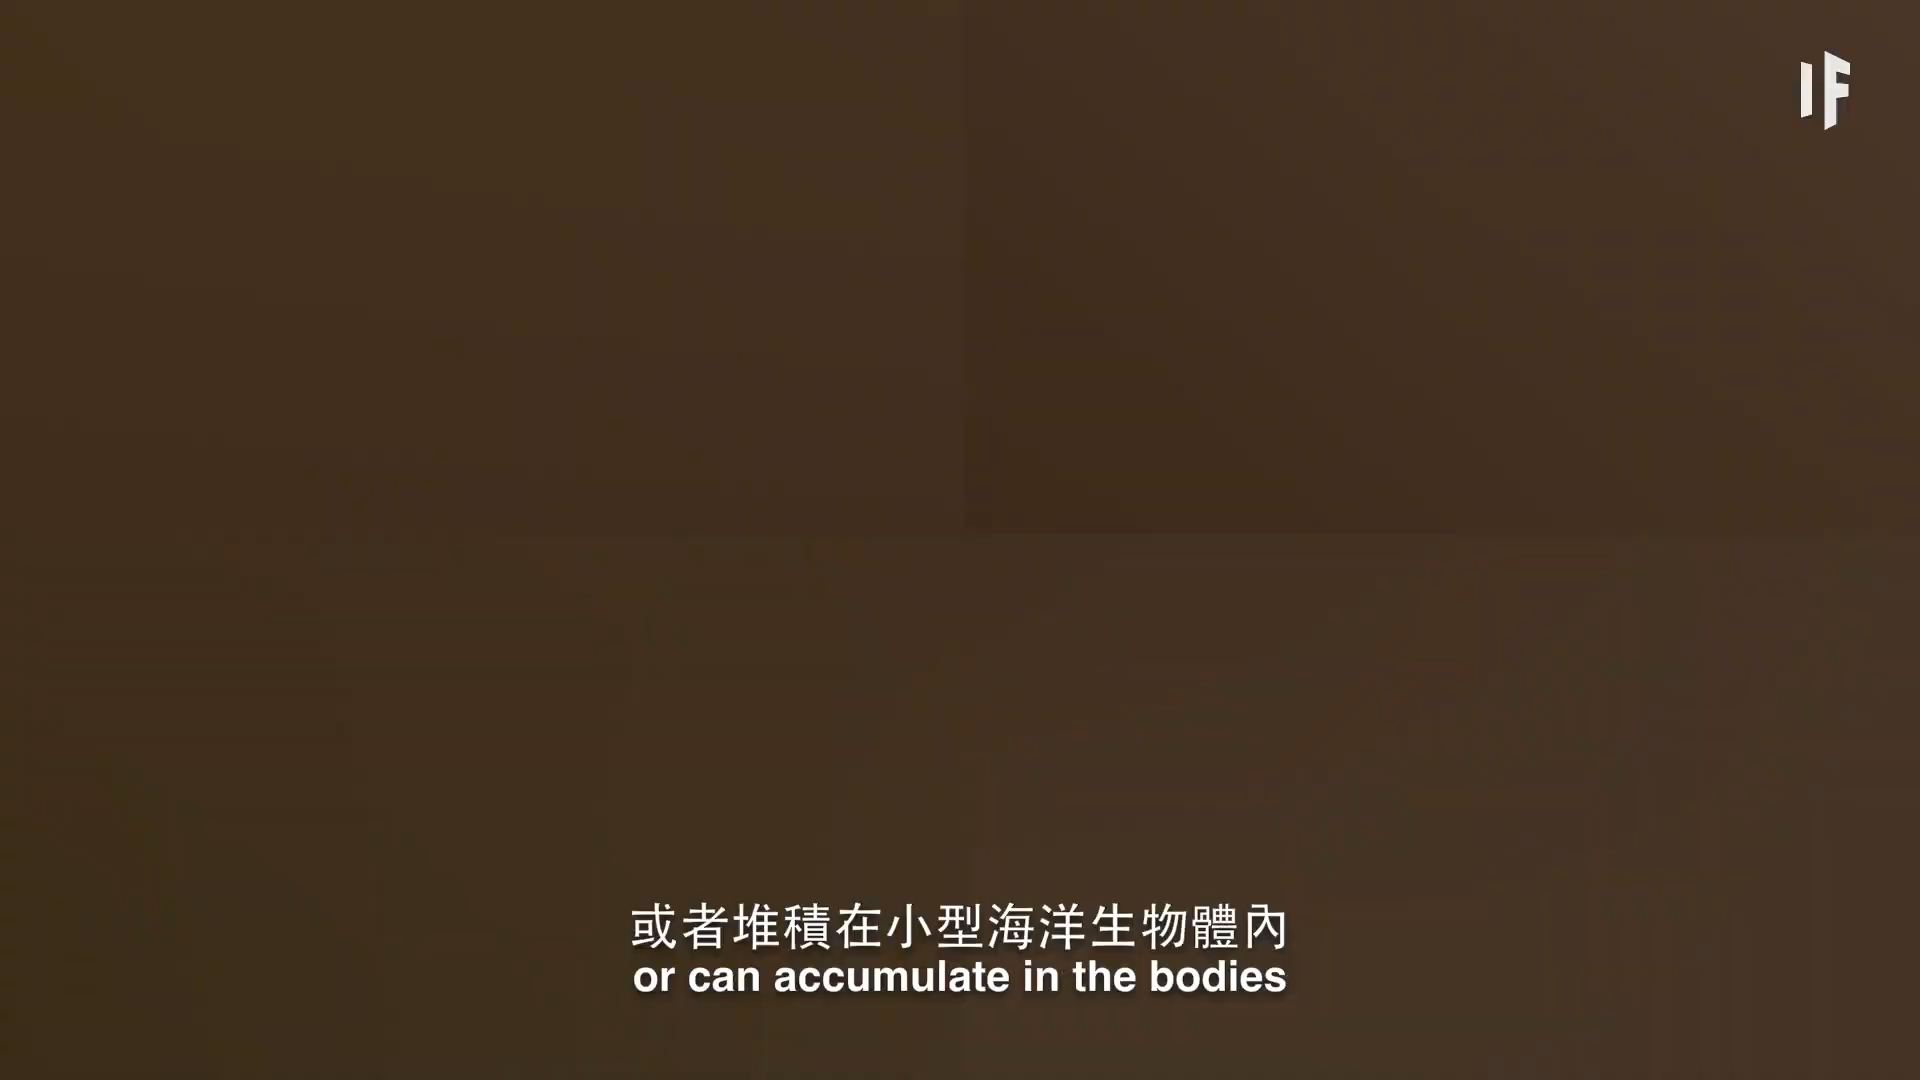 IF
或者堆積在小型海洋生物體內
or can accumulate in the bodies